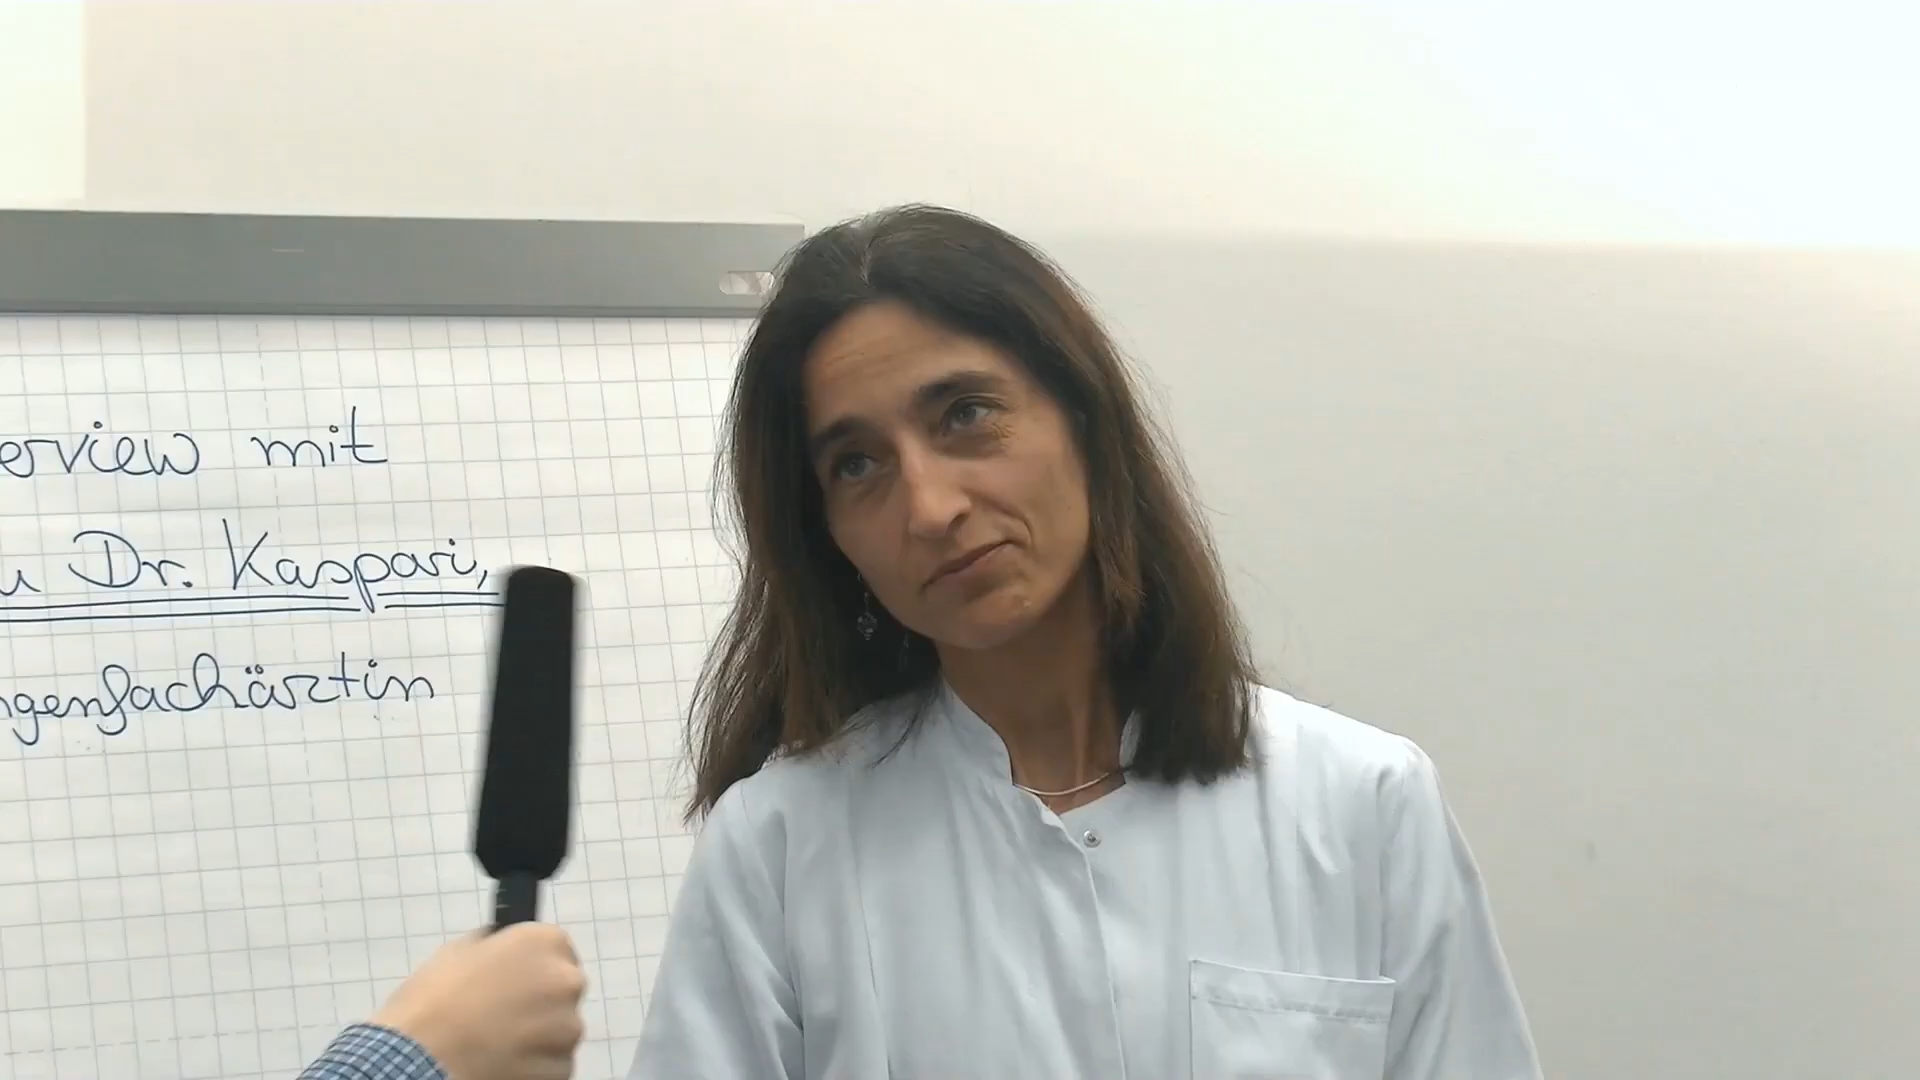 erview mit
u Dr. Kaspari,
ngenfachärztin